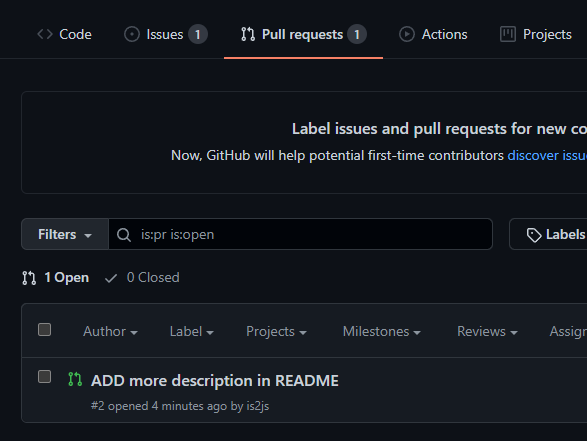 Code Issues 1 Pull requests 1 Actions Projects
Label issues and pull requests for new co
Now, GitHub will help potential first-time contributors discover issu
Filters is:pr is:open Labels
1 Open 0 Closed
Author Label Projects Milestones Reviews Assign
ADD more description in README
#2 opened 4 minutes ago by is2js